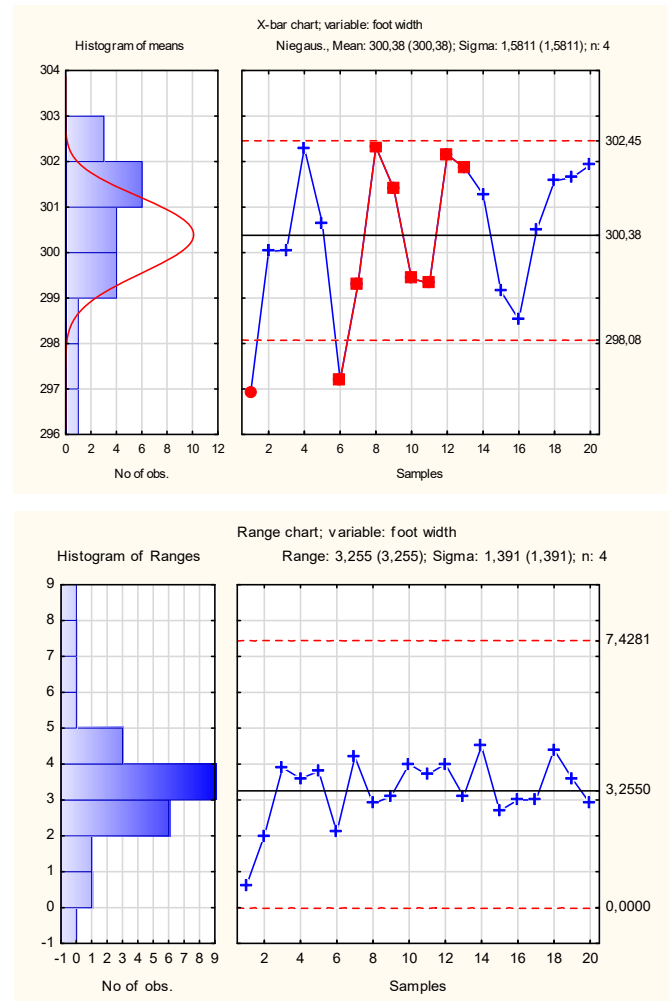 X-bar chart; variable: foot width
Histogram of means
Niegaus., Mean: 300,38 (300,38); Sigma: 1,5811 (1,5811); n: 4
304
303
302
301
300
299
298
297
296
0 2 4 6 8 10 12
No of obs.
302,45
300,38
298,08
2 4 6 8 10 12 14 16 18 20
Samples
Range chart; variable: foot width
Histogram of Ranges
Range: 3,255 (3,255); Sigma: 1,391 (1,391); n: 4
9
8
7
6
5
4
3
2
1
0
-1
-1 0 1 2 3 4 5 6 7 8 9
No of obs.
7,4281
3,2550
0,0000
2 4 6 8 10 12 14 16 18 20
Samples